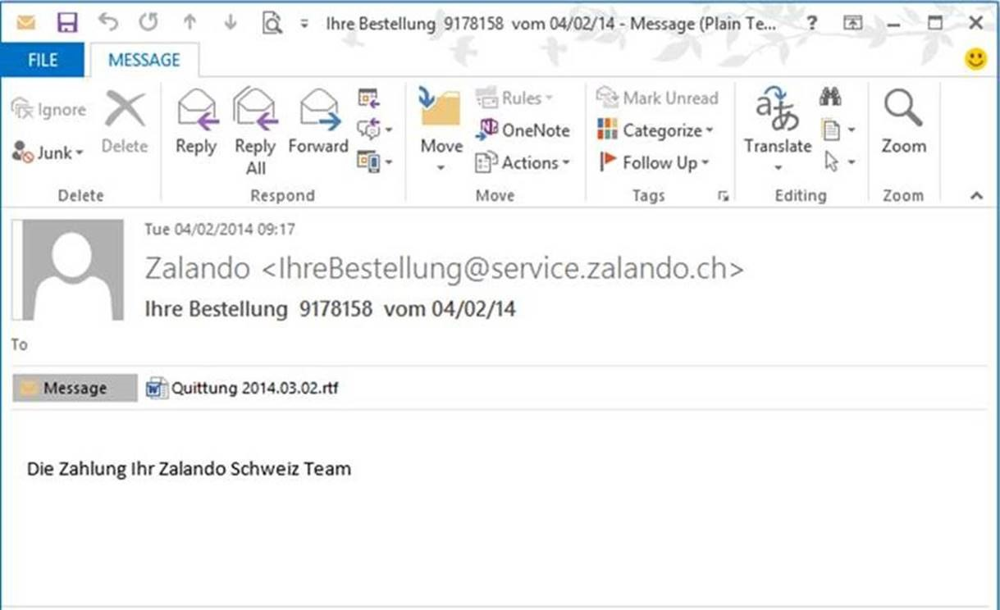 Ihre Bestellung 9178158 vom 04/02/14 - Message (Plain Te...
?
FILE
MESSAGE
Ignore
Junk
Delete
Delete
Reply
Reply All
Forward
Respond
Move
Rules
OneNote
Actions
Move
Mark Unread
Categorize
Follow Up
Tags
Translate
Editing
Zoom
Zoom
Tue 04/02/2014 09:17
Zalando <IhreBestellung@service.zalando.ch>
Ihre Bestellung 9178158 vom 04/02/14
To
Message
Quittung 2014.03.02.rtf
Die Zahlung Ihr Zalando Schweiz Team